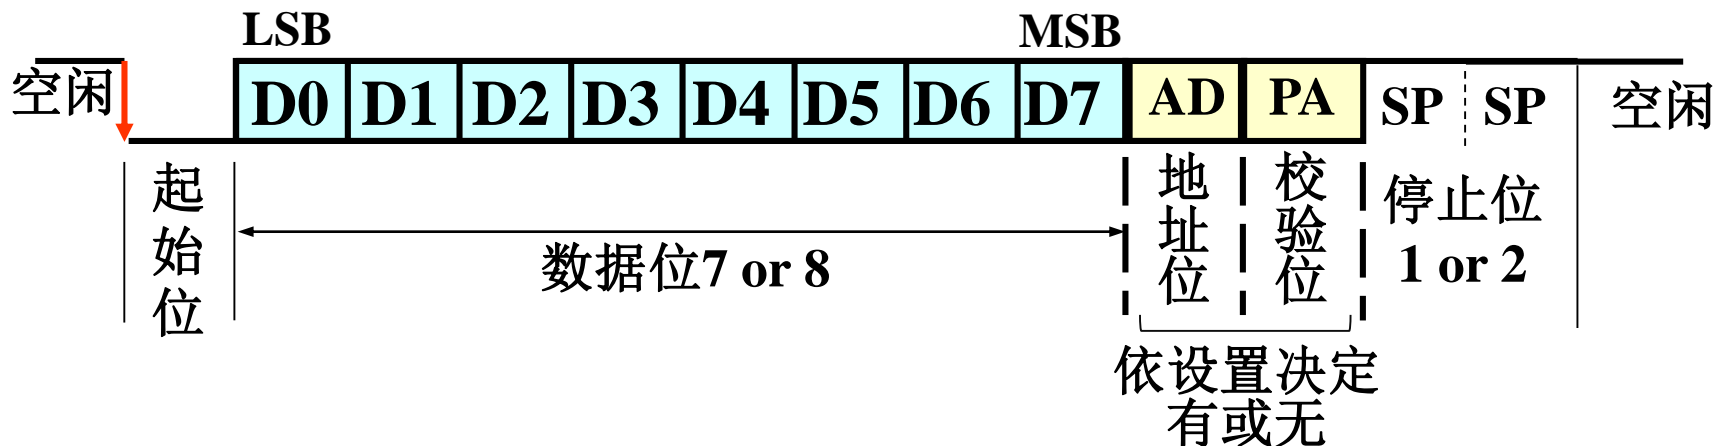 LSB MSB
空闲 D0 D1 D2 D3 D4 D5 D6 D7 AD PA SP SP 空闲
起始位
数据位7 or 8
地址位
校验位
停止位
1 or 2
依设置决定
有或无